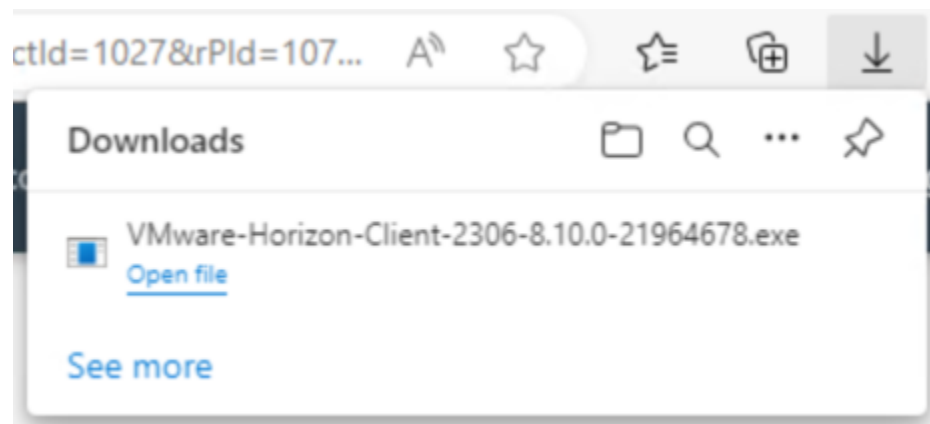 ctId=1027&rPId=107...
Downloads
VMware-Horizon-Client-2306-8.10.0-21964678.exe
Open file
See more